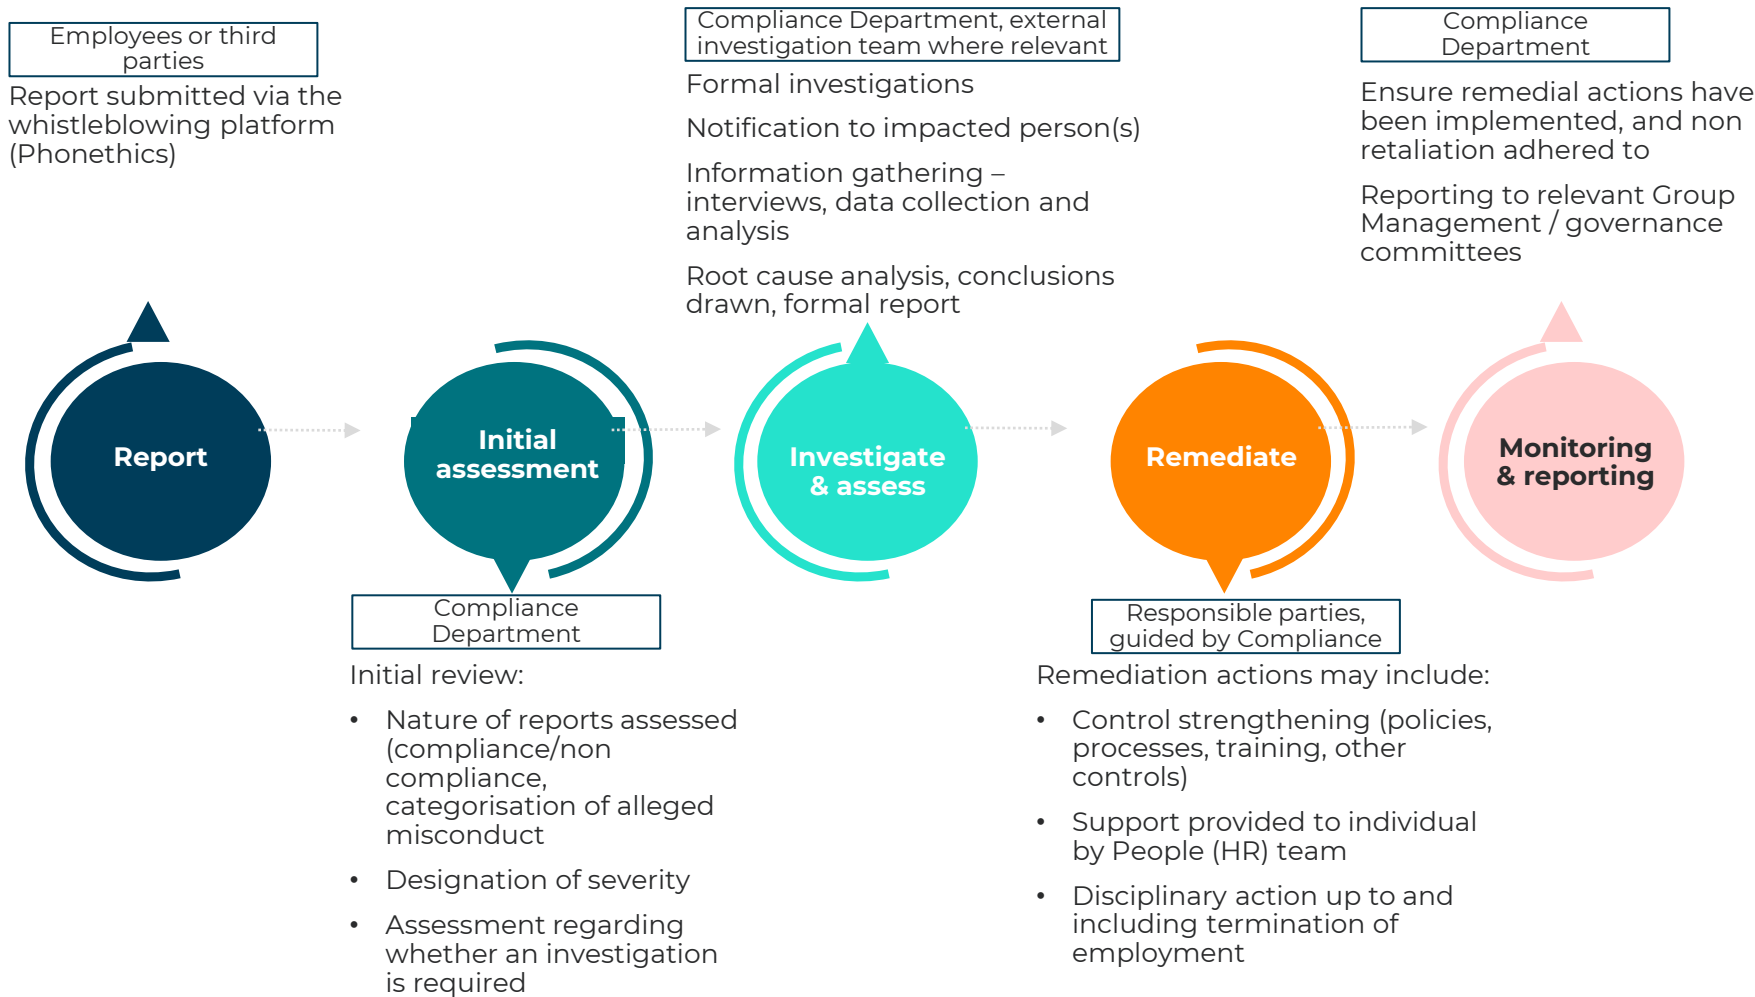 Employees or third
parties
Report submitted via the
whistleblowing platform
(Phonethics)
Compliance Department, external
investigation team where relevant
Formal investigations
Notification to impacted person(s)
Information gathering –
interviews, data collection and
analysis
Root cause analysis, conclusions
drawn, formal report
Compliance
Department
Ensure remedial actions have
been implemented, and non
retaliation adhered to
Reporting to relevant Group
Management / governance
committees
Report
Initial
assessment
Investigate
& assess
Remediate
Monitoring
& reporting
Compliance
Department
Initial review:
• Nature of reports assessed
(compliance/non
compliance,
categorisation of alleged
misconduct
• Designation of severity
• Assessment regarding
whether an investigation
is required
Responsible parties,
guided by Compliance
Remediation actions may include:
• Control strengthening (policies,
processes, training, other
controls)
• Support provided to individual
by People (HR) team
• Disciplinary action up to and
including termination of
employment